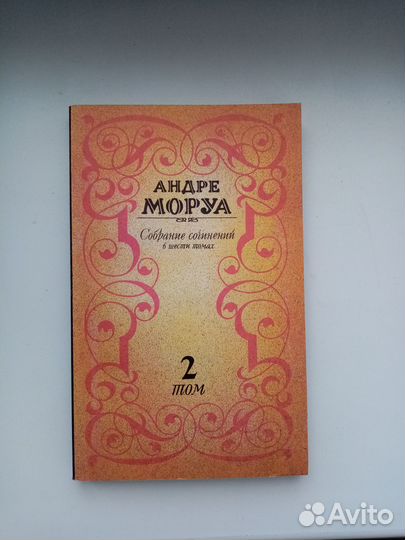 АНДРЕ
МОРУА
Собрание сочинений
в шести томах
2
том
Avito